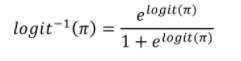 logit⁻¹(π) = e^logit(π) / (1 + e^logit(π))